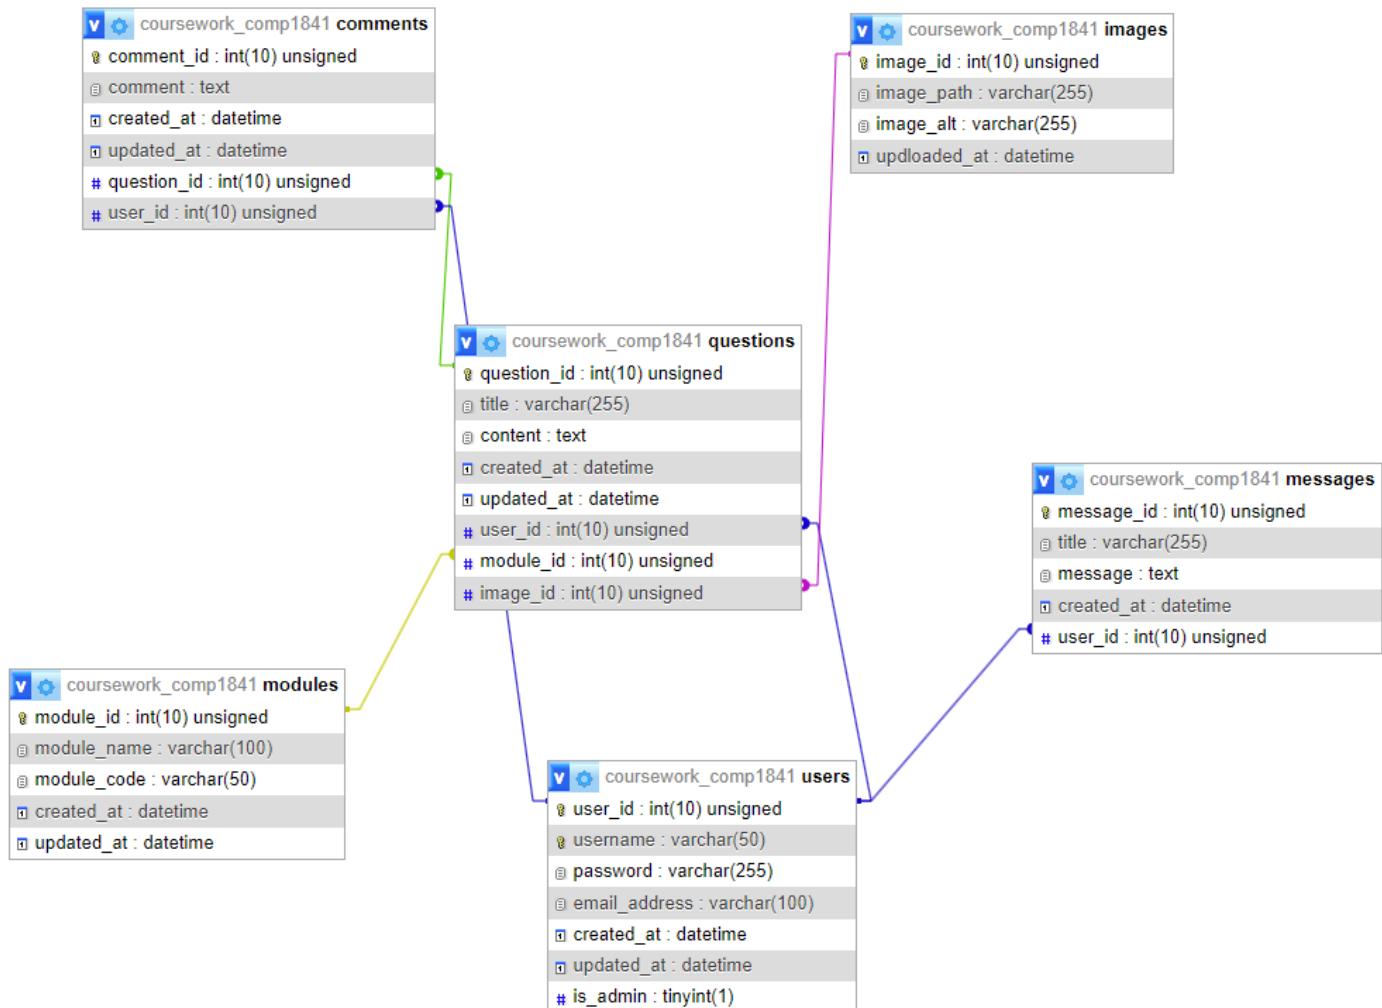 coursework_comp1841 comments
comment_id : int(10) unsigned
comment : text
created_at : datetime
updated_at : datetime
question_id : int(10) unsigned
user_id : int(10) unsigned
coursework_comp1841 images
image_id : int(10) unsigned
image_path : varchar(255)
image_alt : varchar(255)
updloaded_at : datetime
coursework_comp1841 questions
question_id : int(10) unsigned
title : varchar(255)
content : text
created_at : datetime
updated_at : datetime
user_id : int(10) unsigned
module_id : int(10) unsigned
image_id : int(10) unsigned
coursework_comp1841 messages
message_id : int(10) unsigned
title : varchar(255)
message : text
created_at : datetime
user_id : int(10) unsigned
coursework_comp1841 modules
module_id : int(10) unsigned
module_name : varchar(100)
module_code : varchar(50)
created_at : datetime
updated_at : datetime
coursework_comp1841 users
user_id : int(10) unsigned
username : varchar(50)
password : varchar(255)
email_address : varchar(100)
created_at : datetime
updated_at : datetime
is_admin : tinyint(1)